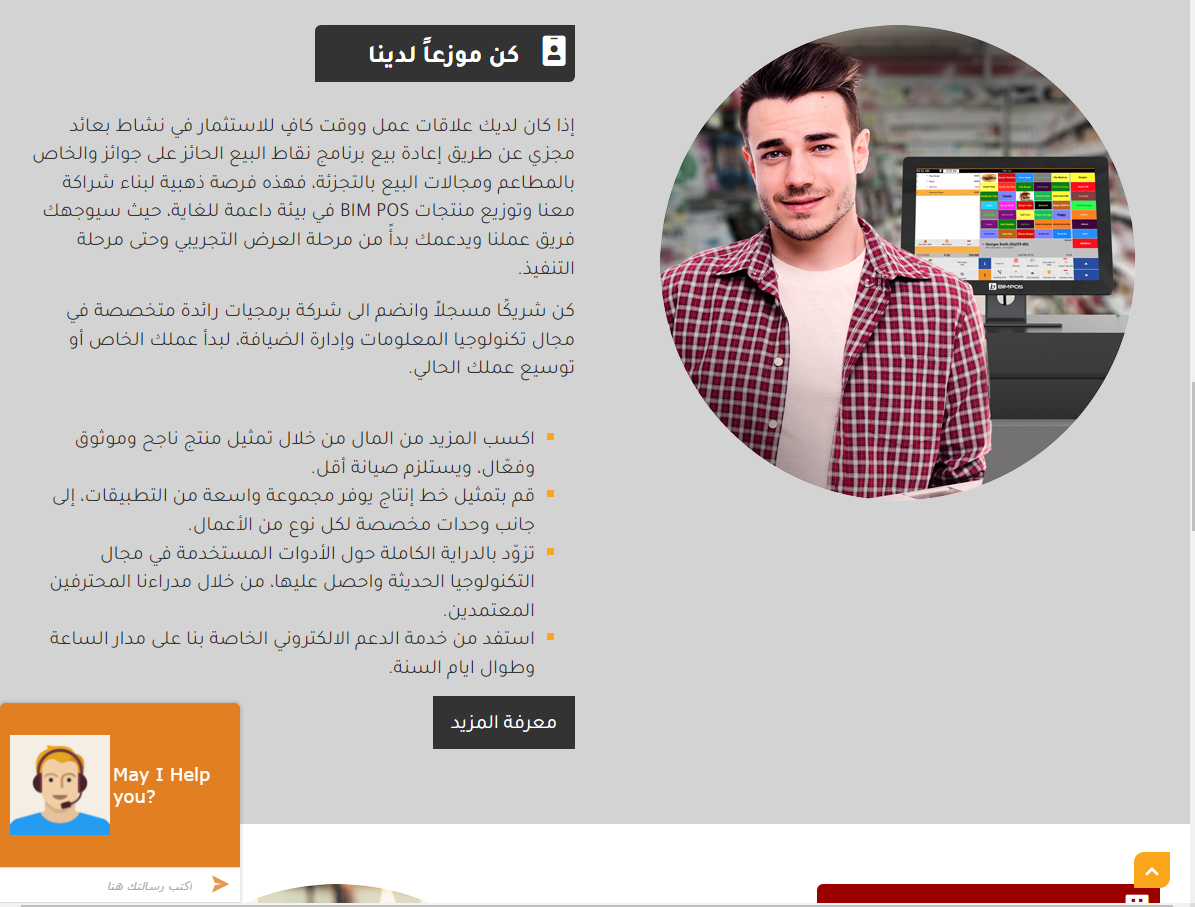 كن موزعاً لدينا
إذا كان لديك علاقات عمل ووقت كافٍ للاستثمار في نشاط بعائد
مجزي عن طريق إعادة بيع برنامج نقاط البيع الحائز على جوائز والخاص
بالمطاعم ومجالات البيع بالتجزئة، فهذه فرصة ذهبية لبناء شراكة
معنا وتوزيع منتجات BIM POS في بيئة داعمة للغاية، حيث سيوجهك
فريق عملنا ويدعمك بدأً من مرحلة العرض التجريبي وحتى مرحلة
التنفيذ.
كن شريكًا مسجلاً وانضم الى شركة برمجيات رائدة متخصصة في
مجال تكنولوجيا المعلومات وإدارة الضيافة، لبدأ عملك الخاص أو
توسيع عملك الحالي.
اكسب المزيد من المال من خلال تمثيل منتج ناجح وموثوق
وفعّال، ويستلزم صيانة أقل.
قم بتمثيل خط إنتاج يوفر مجموعة واسعة من التطبيقات، إلى
جانب وحدات مخصصة لكل نوع من الأعمال.
تزوّد بالدراية الكاملة حول الأدوات المستخدمة في مجال
التكنولوجيا الحديثة واحصل عليها، من خلال مدراءنا المحترفين
المعتمدين.
استفد من خدمة الدعم الالكتروني الخاصة بنا على مدار الساعة
وطوال ايام السنة.
معرفة المزيد
BIMPOS
May I Help
you?
اكتب رسالتك هنا